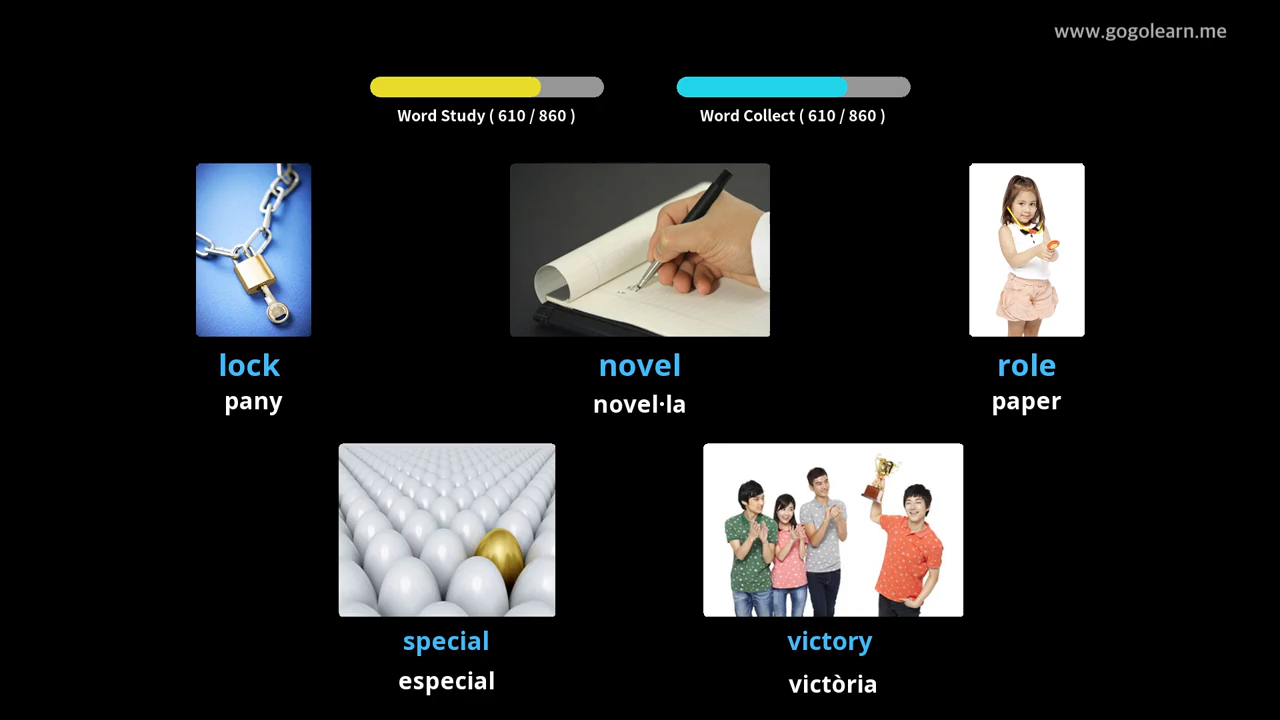 www.gogolearn.me
Word Study ( 610 / 860 )
Word Collect ( 610 / 860 )
lock
pany
novel
novel·la
role
paper
special
especial
victory
victòria